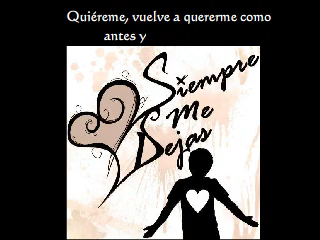 Quiéreme, vuelve a quererme como
antes y
Siempre
Me
Dejas